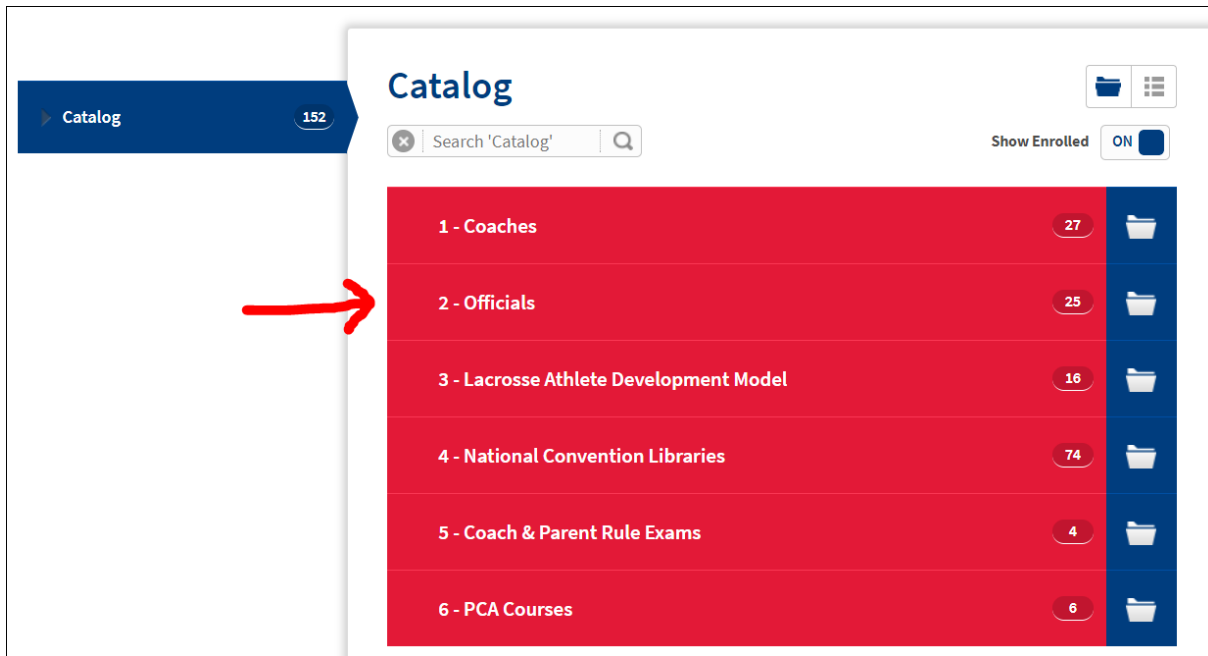 Catalog 152
Catalog
Search 'Catalog'
Show Enrolled ON
1 - Coaches 27
2 - Officials 25
3 - Lacrosse Athlete Development Model 16
4 - National Convention Libraries 74
5 - Coach & Parent Rule Exams 4
6 - PCA Courses 6